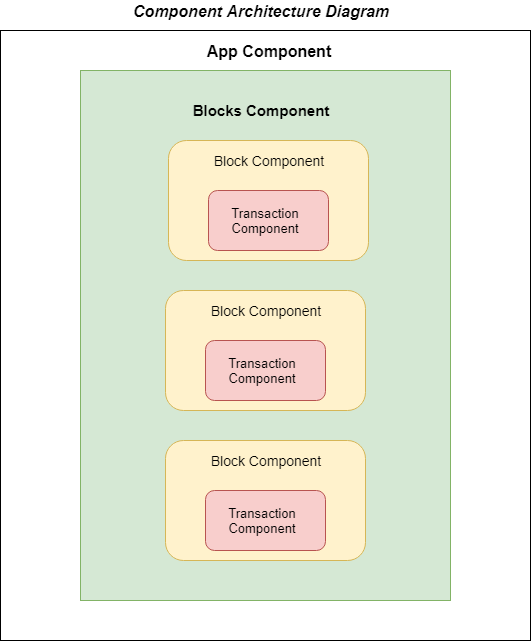 Component Architecture Diagram
App Component
Blocks Component
Block Component
Transaction
Component
Block Component
Transaction
Component
Block Component
Transaction
Component